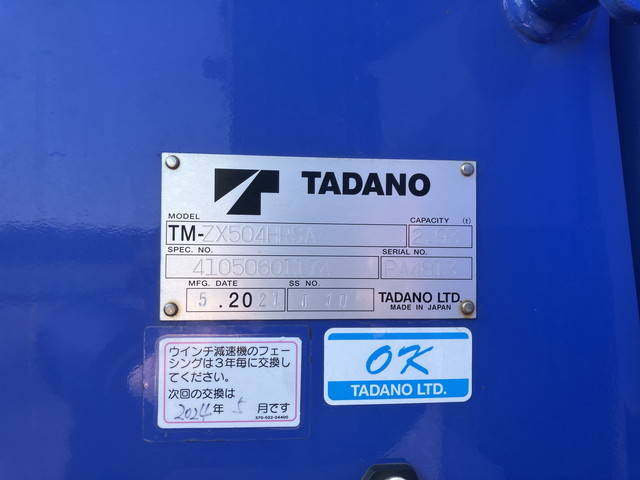 TADANO
MODEL
CAPACITY (t)
TM-ZX504HRSA
SPEC. NO.
SERIAL NO.
MFG. DATE
SS NO.
5 .2021
TADANO LTD.
MADE IN JAPAN
ウインチ減速機のフェー
シングは3年毎に交換し
てください。
次回の交換は
2024年 5 月です
570-502-04400
OK
TADANO LTD.